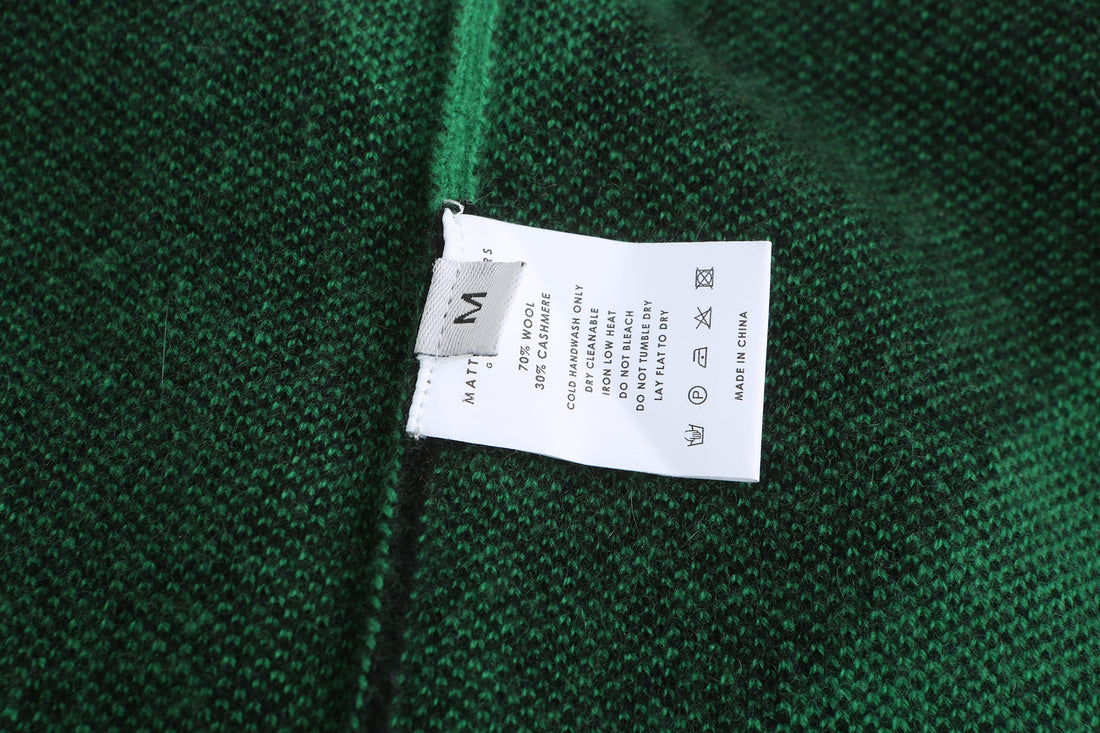 M
70% WOOL
30% CASHMERE
COLD HANDWASH ONLY
DRY CLEANABLE
IRON LOW HEAT
DO NOT BLEACH
DO NOT TUMBLE DRY
LAY FLAT TO DRY
P
MADE IN CHINA